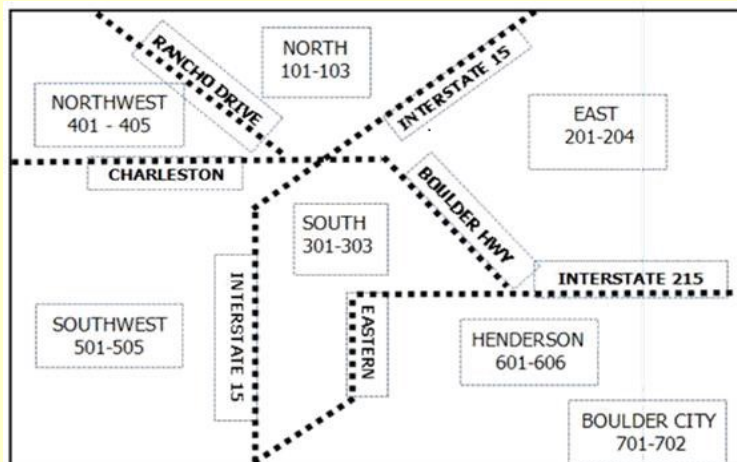 NORTH
101-103
RANCHO DRIVE
INTERSTATE 15
NORTHWEST
401 - 405
EAST
201-204
CHARLESTON
BOULDER HWY
SOUTH
301-303
INTERSTATE 15
INTERSTATE 215
EASTERN
SOUTHWEST
501-505
HENDERSON
601-606
BOULDER CITY
701-702